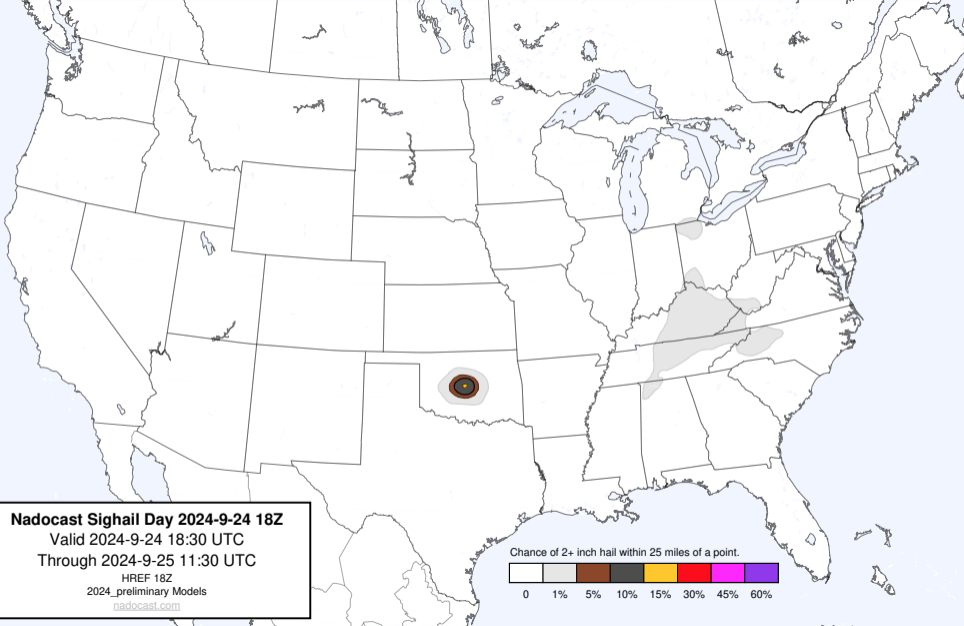 Nadocast Sighail Day 2024-9-24 18Z
Valid 2024-9-24 18:30 UTC
Through 2024-9-25 11:30 UTC
HREF 18Z
2024_preliminary Models
nadocast.com
Chance of 2+ inch hail within 25 miles of a point.
0 1% 5% 10% 15% 30% 45% 60%